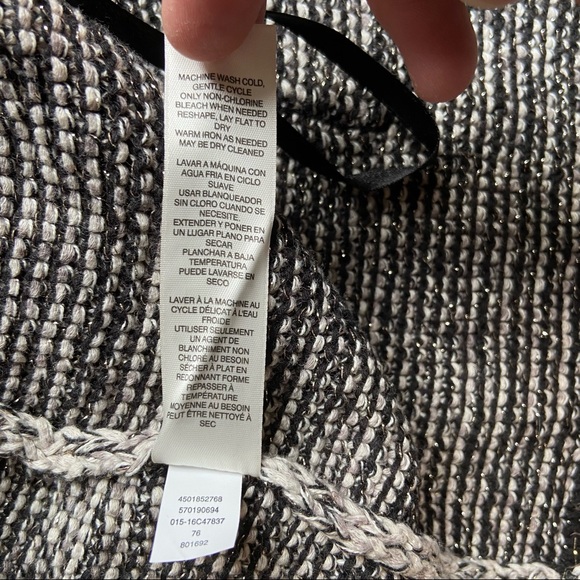 MACHINE WASH COLD,
GENTLE CYCLE
ONLY NON-CHLORINE
BLEACH WHEN NEEDED
RESHAPE, LAY FLAT TO
DRY
WARM IRON AS NEEDED
MAY BE DRY CLEANED
LAVAR A MÁQUINA CON
AGUA FRIA EN CICLO
SUAVE
USAR BLANQUEADOR
SIN CLORO CUANDO SE
NECESITE.
EXTENDER Y PONER EN
UN LUGAR PLANO PARA
SECAR
PLANCHAR A BAJA
TEMPERATURA
PUEDE LAVARSE EN
SECO
LAVER À LA MACHINE AU
CYCLE DÉLICAT À L'EAU
FROIDE
UTILISER SEULEMENT
UN AGENT DE
BLANCHIMENT NON
CHLORÉ AU BESOIN
SÉCHER À PLAT EN
REDONNANT FORME
REPASSER À
TEMPÉRATURE
MOYENNE AU BESOIN
PEUT ÊTRE NETTOYÉ À
SEC
4501852768
570190694
015-16C47837
76
801692